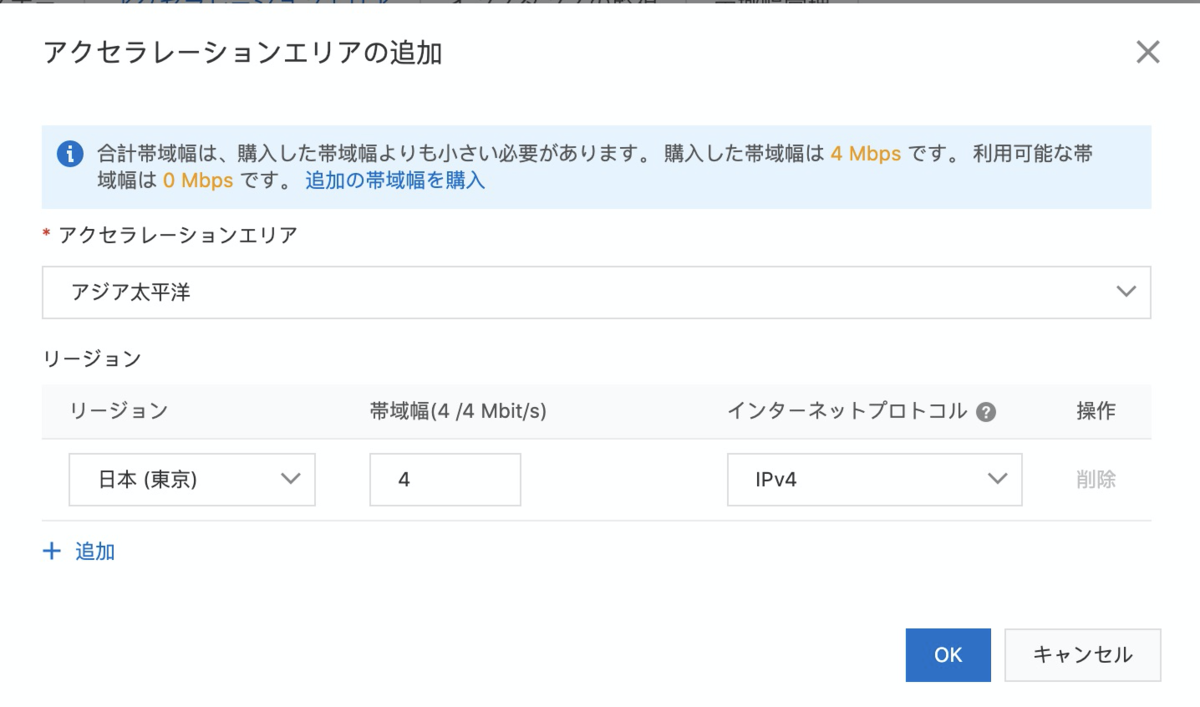 アクセラレーションエリアの追加
合計帯域幅は、購入した帯域幅よりも小さい必要があります。 購入した帯域幅は 4 Mbps です。 利用可能な帯
域幅は 0 Mbps です。 追加の帯域幅を購入
* アクセラレーションエリア
アジア太平洋
リージョン
リージョン 帯域幅(4 /4 Mbit/s) インターネットプロトコル 操作
日本 (東京) 4 IPv4 削除
+ 追加
OK キャンセル